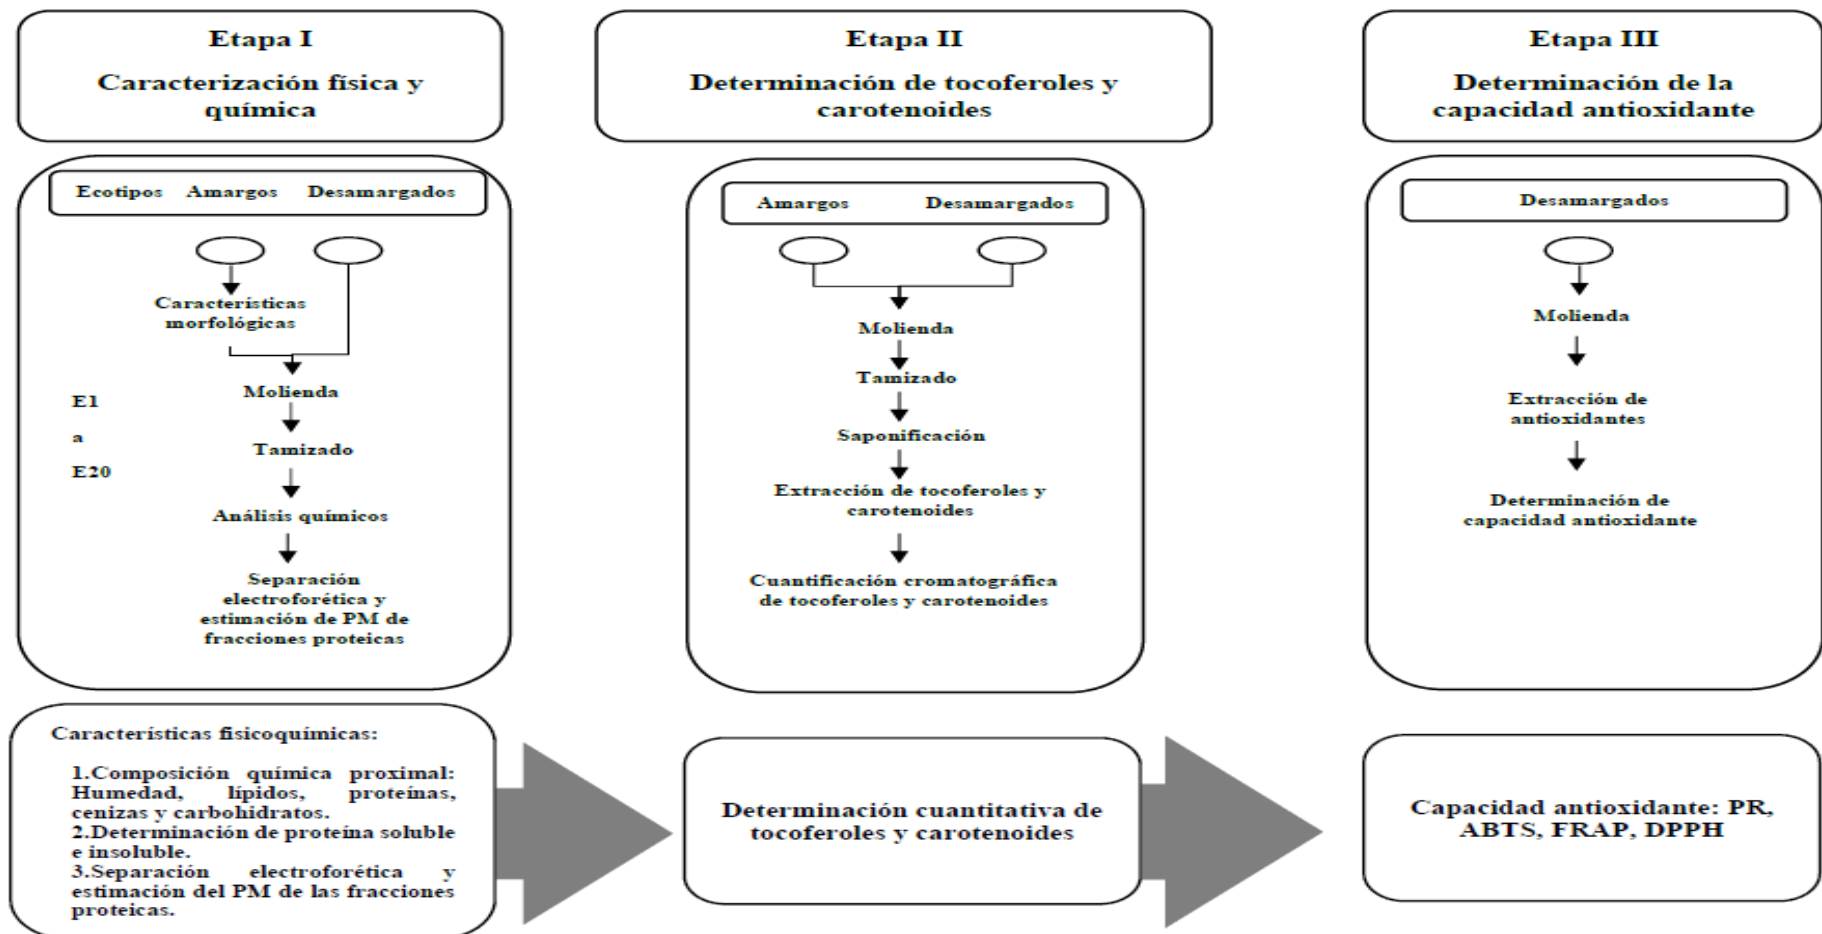 Etapa I
Caracterización física y
química
Ecotipos Amargos Desamargados
Características
morfológicas
E1
a
E20
Molienda
Tamizado
Análisis químicos
Separación
electroforética y
estimación de PM de
fracciones proteicas
Características fisicoquímicas:
1.Composición química proximal:
Humedad, lípidos, proteínas,
cenizas y carbohidratos.
2.Determinación de proteína soluble
e insoluble.
3.Separación electroforética y
estimación del PM de las fracciones
proteicas.
Etapa II
Determinación de tocoferoles y
carotenoides
Amargos Desamargados
Molienda
Tamizado
Saponificación
Extracción de tocoferoles y
carotenoides
Cuantificación cromatográfica
de tocoferoles y carotenoides
Determinación cuantitativa de
tocoferoles y carotenoides
Etapa III
Determinación de la
capacidad antioxidante
Desamargados
Molienda
Extracción de
antioxidantes
Determinación de
capacidad antioxidante
Capacidad antioxidante: PR,
ABTS, FRAP, DPPH